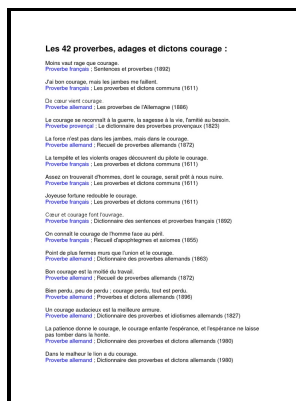 Les 42 proverbes, adages et dictons courage :
Moins vaut rage que courage.
Proverbe français ; Sentences et proverbes (1892)
J'ai bon courage, mais les jambes me faillent.
Proverbe français ; Les proverbes et dictons communs (1611)
De cœur vient courage.
Proverbe allemand ; Les proverbes de l'Allemagne (1886)
Le courage se reconnaît à la guerre, la sagesse à la vie, l'amitié au besoin.
Proverbe provençal ; Le dictionnaire des proverbes provençaux (1823)
La force n'est pas dans les jambes, mais dans le courage.
Proverbe allemand ; Recueil de proverbes allemands (1872)
La tempête et les violents orages découvrent du pilote le courage.
Proverbe français ; Les proverbes et dictons communs (1611)
Assez on trouverait d'hommes, dont le courage, serait prêt à nous nuire.
Proverbe français ; Les proverbes et dictons communs (1611)
Joyeuse fortune redouble le courage.
Proverbe français ; Les proverbes et dictons communs (1611)
Cœur et courage font l'ouvrage.
Proverbe français ; Dictionnaire des sentences et proverbes français (1892)
On connaît le courage de l'homme face au péril.
Proverbe français ; Recueil d'apophtegmes et axiomes (1855)
Point de plus fermes murs que l'union et le courage.
Proverbe allemand ; Dictionnaire des proverbes allemands (1863)
Bon courage est la moitié du travail.
Proverbe allemand ; Recueil de proverbes allemands (1872)
Bien perdu, peu de perdu ; courage perdu, tout est perdu.
Proverbe allemand ; Proverbes et dictons allemands (1896)
Un courage audacieux est la meilleure armure.
Proverbe allemand ; Dictionnaire des proverbes et idiotismes allemands (1827)
La patience donne le courage, le courage enfante l'espérance, et l'espérance ne laisse
pas tomber dans la honte.
Proverbe allemand ; Dictionnaire des proverbes et dictons allemands (1980)
Dans le malheur le lion a du courage.
Proverbe allemand ; Dictionnaire des proverbes et dictons allemands (1980)